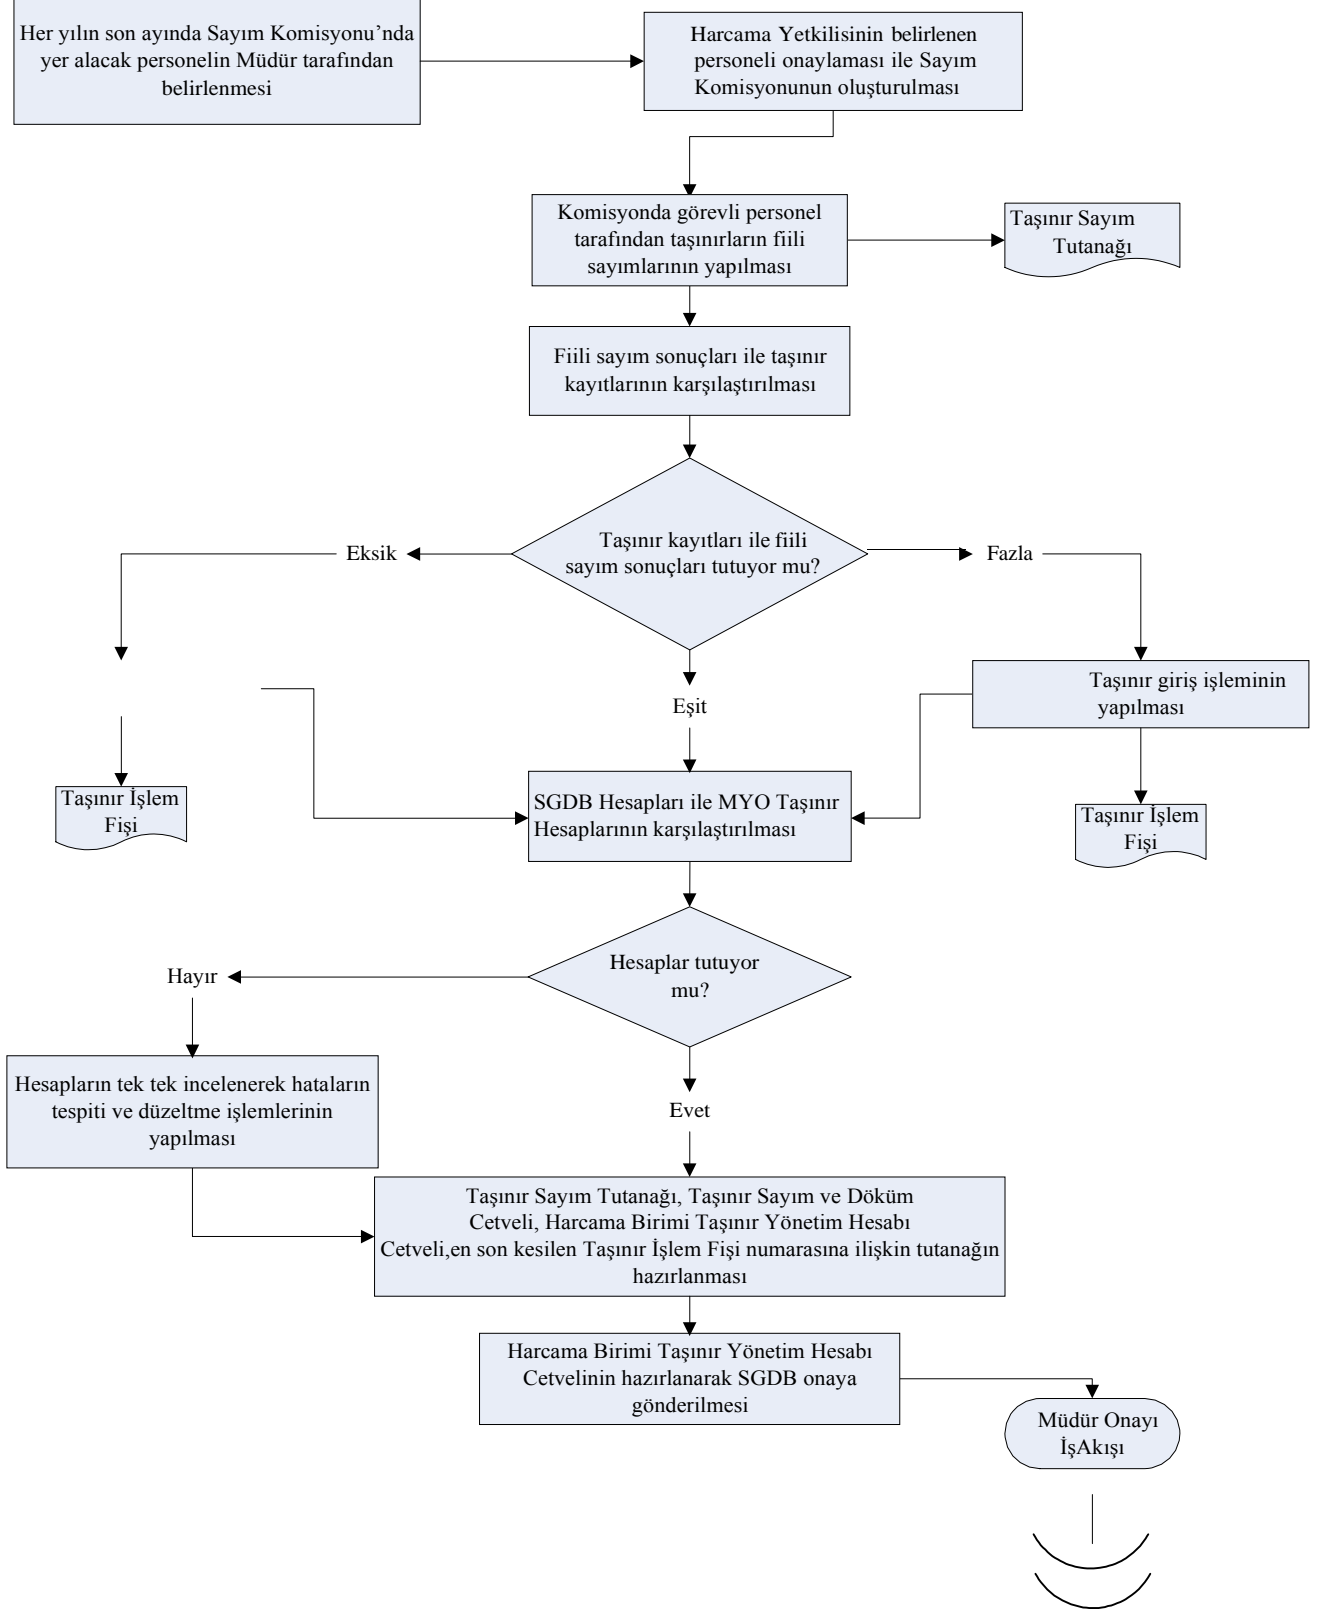 Her yılın son ayında Sayım Komisyonu’nda
yer alacak personelin Müdür tarafından
belirlenmesi
Harcama Yetkilisinin belirlenen
personeli onaylaması ile Sayım
Komisyonunun oluşturulması
Komisyonda görevli personel
tarafından taşınırların fiili
sayımlarının yapılması
Taşınır Sayım
Tutanağı
Fiili sayım sonuçları ile taşınır
kayıtlarının karşılaştırılması
Taşınır kayıtları ile fiili
sayım sonuçları tutuyor mu?
Eksik
Fazla
Eşit
Taşınır giriş işleminin
yapılması
Taşınır İşlem
Fişi
SGDB Hesapları ile MYO Taşınır
Hesaplarının karşılaştırılması
Taşınır İşlem
Fişi
Hesaplar tutuyor
mu?
Hayır
Hesapların tek tek incelenerek hataların
tespiti ve düzeltme işlemlerinin
yapılması
Evet
Taşınır Sayım Tutanağı, Taşınır Sayım ve Döküm
Cetveli, Harcama Birimi Taşınır Yönetim Hesabı
Cetveli,en son kesilen Taşınır İşlem Fişi numarasına ilişkin tutanağın
hazırlanması
Harcama Birimi Taşınır Yönetim Hesabı
Cetvelinin hazırlanarak SGDB onaya
gönderilmesi
Müdür Onayı
İşAkışı